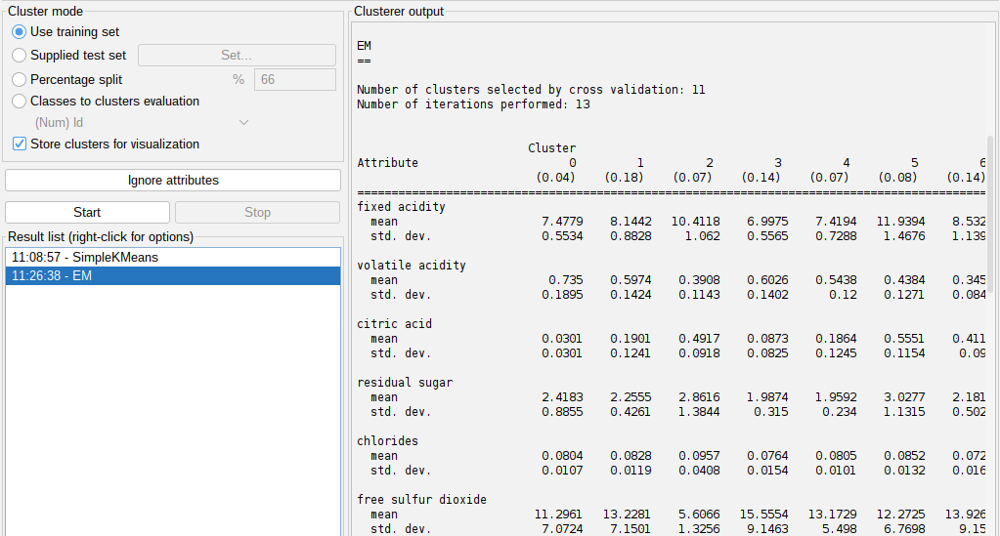 Cluster mode
Use training set
Supplied test set Set...
Percentage split % 66
Classes to clusters evaluation
(Num) Id
Store clusters for visualization
Ignore attributes
Start Stop
Result list (right-click for options)
11:08:57 - SimpleKMeans
11:26:38 - EM
Clusterer output
EM
==
Number of clusters selected by cross validation: 11
Number of iterations performed: 13
Cluster
Attribute 0 1 2 3 4 5 6
(0.04) (0.18) (0.07) (0.14) (0.07) (0.08) (0.14)
============================================================================================
fixed acidity
mean 7.4779 8.1442 10.4118 6.9975 7.4194 11.9394 8.532
std. dev. 0.5534 0.8828 1.062 0.5565 0.7288 1.4676 1.139
volatile acidity
mean 0.735 0.5974 0.3908 0.6026 0.5438 0.4384 0.345
std. dev. 0.1895 0.1424 0.1143 0.1402 0.12 0.1271 0.084
citric acid
mean 0.0301 0.1901 0.4917 0.0873 0.1864 0.5551 0.411
std. dev. 0.0301 0.1241 0.0918 0.0825 0.1245 0.1154 0.09
residual sugar
mean 2.4183 2.2555 2.8616 1.9874 1.9592 3.0277 2.181
std. dev. 0.8855 0.4261 1.3844 0.315 0.234 1.1315 0.502
chlorides
mean 0.0804 0.0828 0.0957 0.0764 0.0805 0.0852 0.072
std. dev. 0.0107 0.0119 0.0408 0.0154 0.0101 0.0132 0.016
free sulfur dioxide
mean 11.2961 13.2281 5.6066 15.5554 13.1729 12.2725 13.926
std. dev. 7.0724 7.1501 1.3256 9.1463 5.498 6.7698 9.15